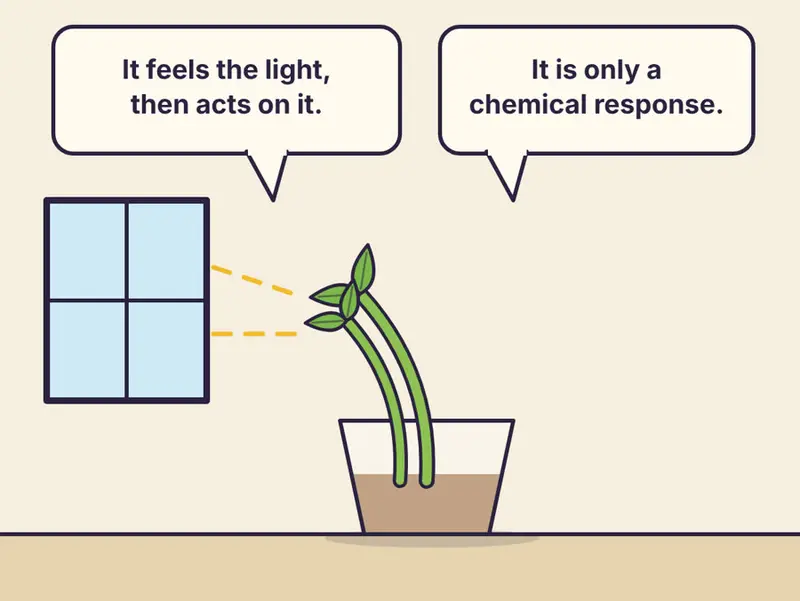 It feels the light,
then acts on it.
It is only a
chemical response.